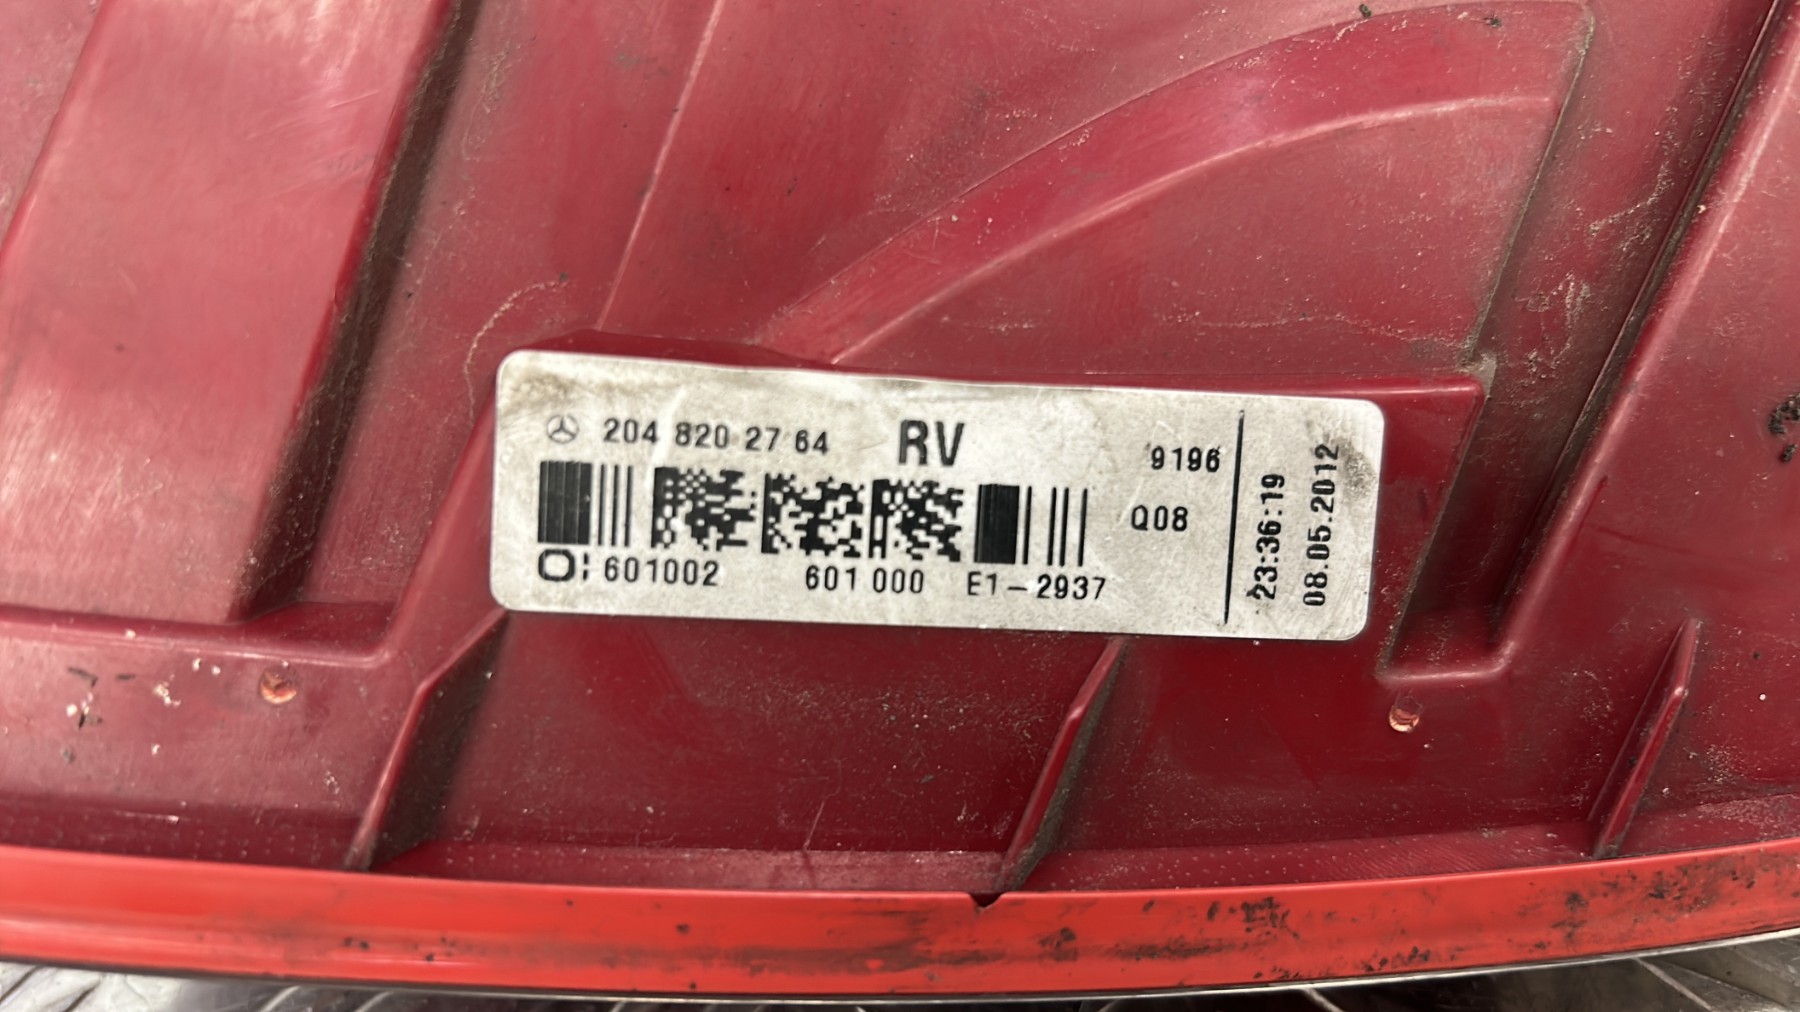 204 820 27 64 RV
9196
Q08
O: 601002 601 000 E1-2937
23:36:19
08.05.2012